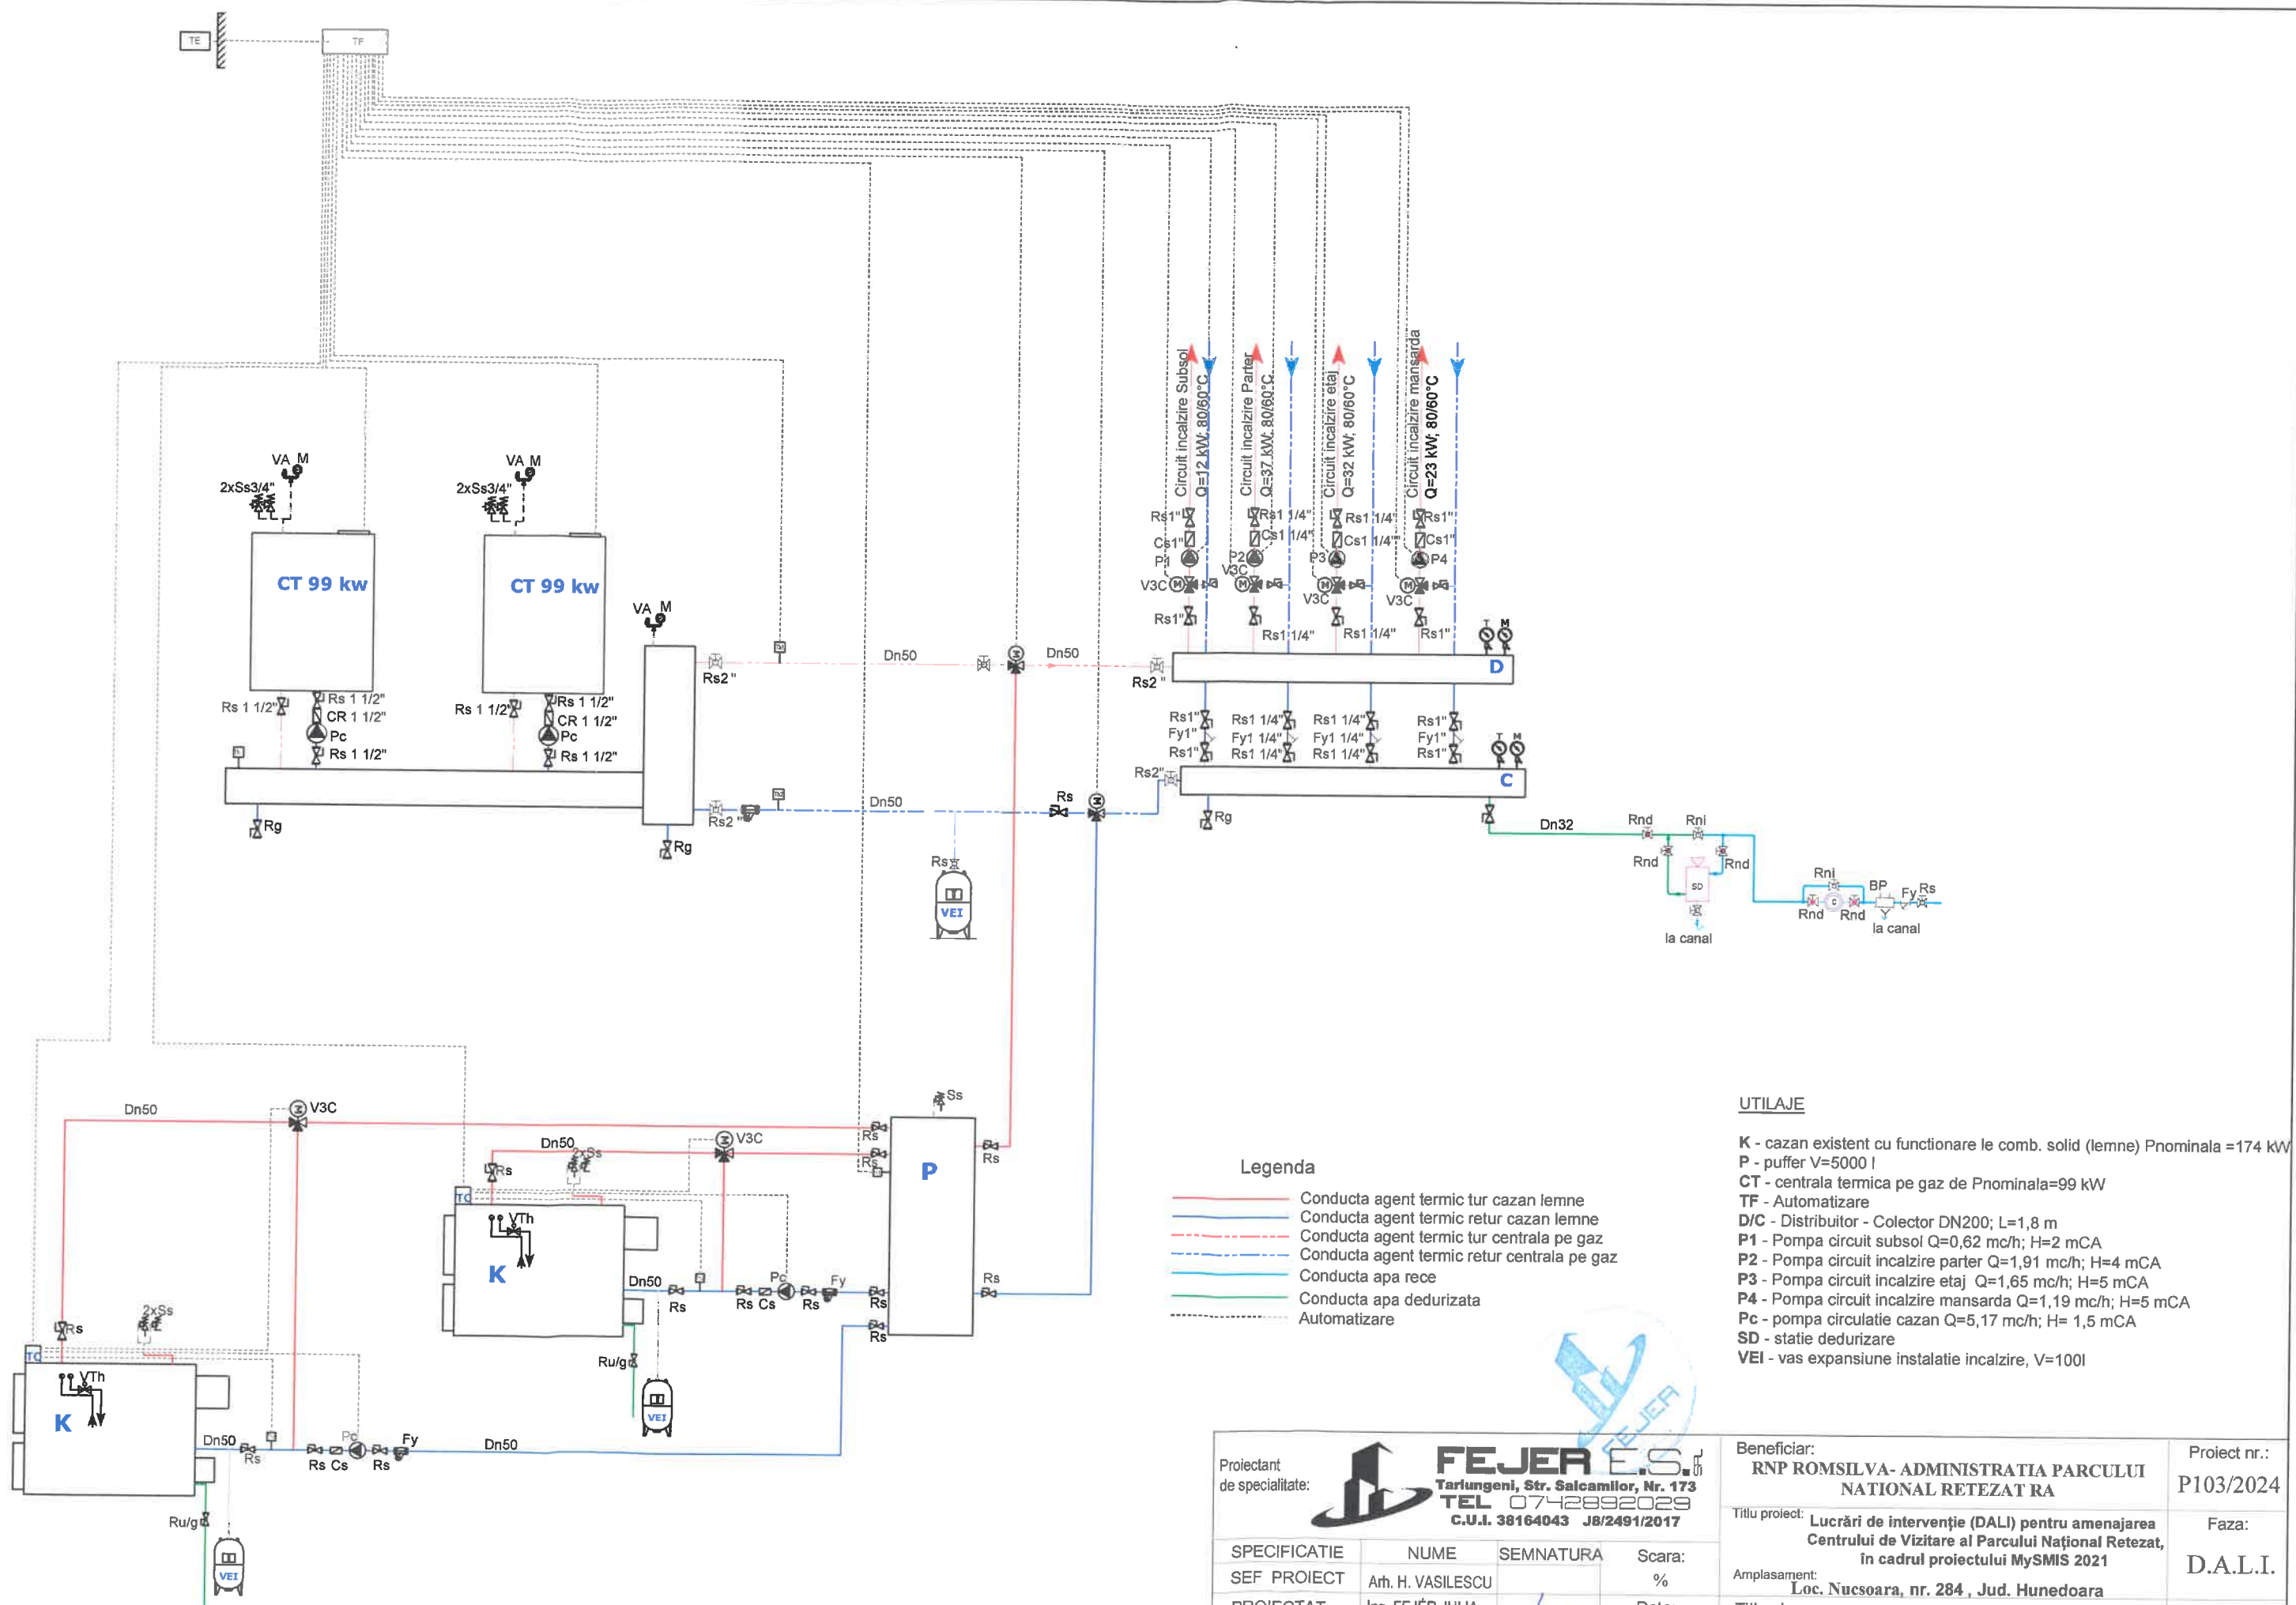 TE
TF
Circuit incalzire Subsol
Q=12 kW; 80/60°C
Circuit incalzire Parter
Q=37 kW; 80/60°C
Circuit incalzire etaj
Q=32 kW; 80/60°C
Circuit incalzire mansarda
Q=23 kW; 80/60°C
VA M
2xSs3/4"
VA M
2xSs3/4"
CT 99 kw
CT 99 kw
Rs1"
Rs1 1/4"
Rs1 1/4"
Rs1"
Cs1"
Cs1 1/4"
Cs1 1/4"
Cs1"
P1
P2
P3
P4
V3C
V3C
V3C
V3C
M
M
M
M
Rs1"
Rs1 1/4"
Rs1 1/4"
Rs1"
VA M
T M
D
Dn50
M
Dn50
Rs2 "
Rs2 "
Rs 1 1/2"
Rs 1 1/2"
CR 1 1/2"
Pc
Rs 1 1/2"
Rs 1 1/2"
Rs 1 1/2"
CR 1 1/2"
Pc
Rs 1 1/2"
Rs1"
Rs1 1/4"
Rs1 1/4"
Rs1"
Fy1"
Fy1 1/4"
Fy1 1/4"
Fy1"
Rs1"
Rs1 1/4"
Rs1 1/4"
Rs1"
T M
Rs2"
C
Rs2 "
Dn50
Rs
M
Rg
Rg
Rg
Rs
VEI
Dn32
Rnd
Rni
Rnd
Rnd
SD
la canal
Rni
Rnd
C
Rnd
BP
Fy
Rs
la canal
Dn50
M
V3C
Ss
Rs
Dn50
M
V3C
Rs
2xSs
Rs
Rs
P
TC
VTh
K
Dn50
Rs
Rs
Cs
Pc
Rs
Fy
Rs
Rs
Rs
Ru/g
VEI
Rs
2xSs
TC
VTh
K
Dn50
Rs
Rs
Cs
Pc
Rs
Fy
Dn50
Ru/g
VEI
Legenda
Conducta agent termic tur cazan lemne
Conducta agent termic retur cazan lemne
Conducta agent termic tur centrala pe gaz
Conducta agent termic retur centrala pe gaz
Conducta apa rece
Conducta apa dedurizata
Automatizare
UTILAJE
K - cazan existent cu functionare le comb. solid (lemne) Pnominala =174 kW
P - puffer V=5000 l
CT - centrala termica pe gaz de Pnominala=99 kW
TF - Automatizare
D/C - Distribuitor - Colector DN200; L=1,8 m
P1 - Pompa circuit subsol Q=0,62 mc/h; H=2 mCA
P2 - Pompa circuit incalzire parter Q=1,91 mc/h; H=4 mCA
P3 - Pompa circuit incalzire etaj Q=1,65 mc/h; H=5 mCA
P4 - Pompa circuit incalzire mansarda Q=1,19 mc/h; H=5 mCA
Pc - pompa circulatie cazan Q=5,17 mc/h; H= 1,5 mCA
SD - statie dedurizare
VEI - vas expansiune instalatie incalzire, V=100l
FEJER
Proiectant
de specialitate:
FEJER E.S. SRL
Tarlungeni, Str. Salcamilor, Nr. 173
TEL 0742892029
C.U.I. 38164043 J8/2491/2017
Beneficiar:
RNP ROMSILVA- ADMINISTRATIA PARCULUI
NATIONAL RETEZAT RA
Proiect nr.:
P103/2024
Titlu proiect: Lucrări de intervenție (DALI) pentru amenajarea
Centrului de Vizitare al Parcului Național Retezat,
în cadrul proiectului MySMIS 2021
Amplasament:
Loc. Nucsoara, nr. 284 , Jud. Hunedoara
Faza:
D.A.L.I.
SPECIFICATIE NUME SEMNATURA Scara:
SEF PROIECT Arh. H. VASILESCU %